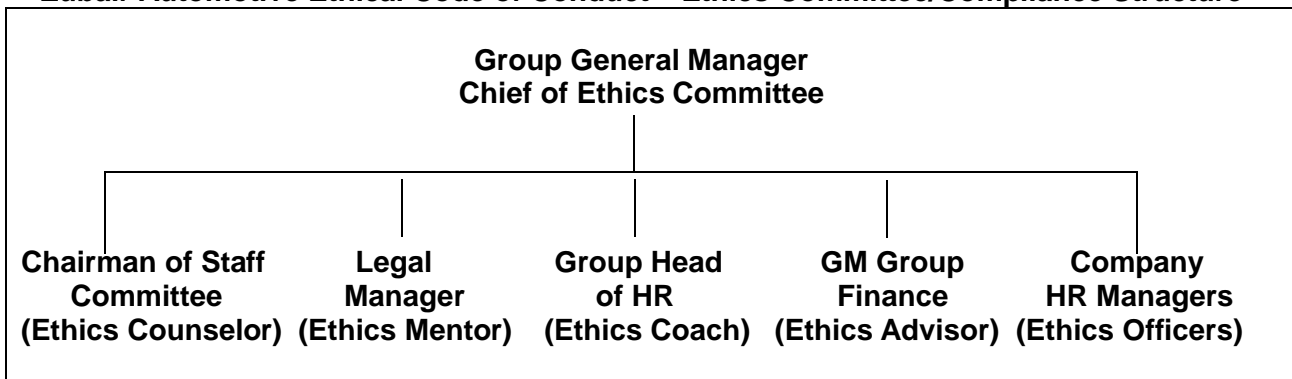 Zubair Automotive Ethical Code of Conduct – Ethics Committee/Compliance Structure
Group General Manager
Chief of Ethics Committee
Chairman of Staff
Committee
(Ethics Counselor)
Legal
Manager
(Ethics Mentor)
Group Head
of HR
(Ethics Coach)
GM Group
Finance
(Ethics Advisor)
Company
HR Managers
(Ethics Officers)